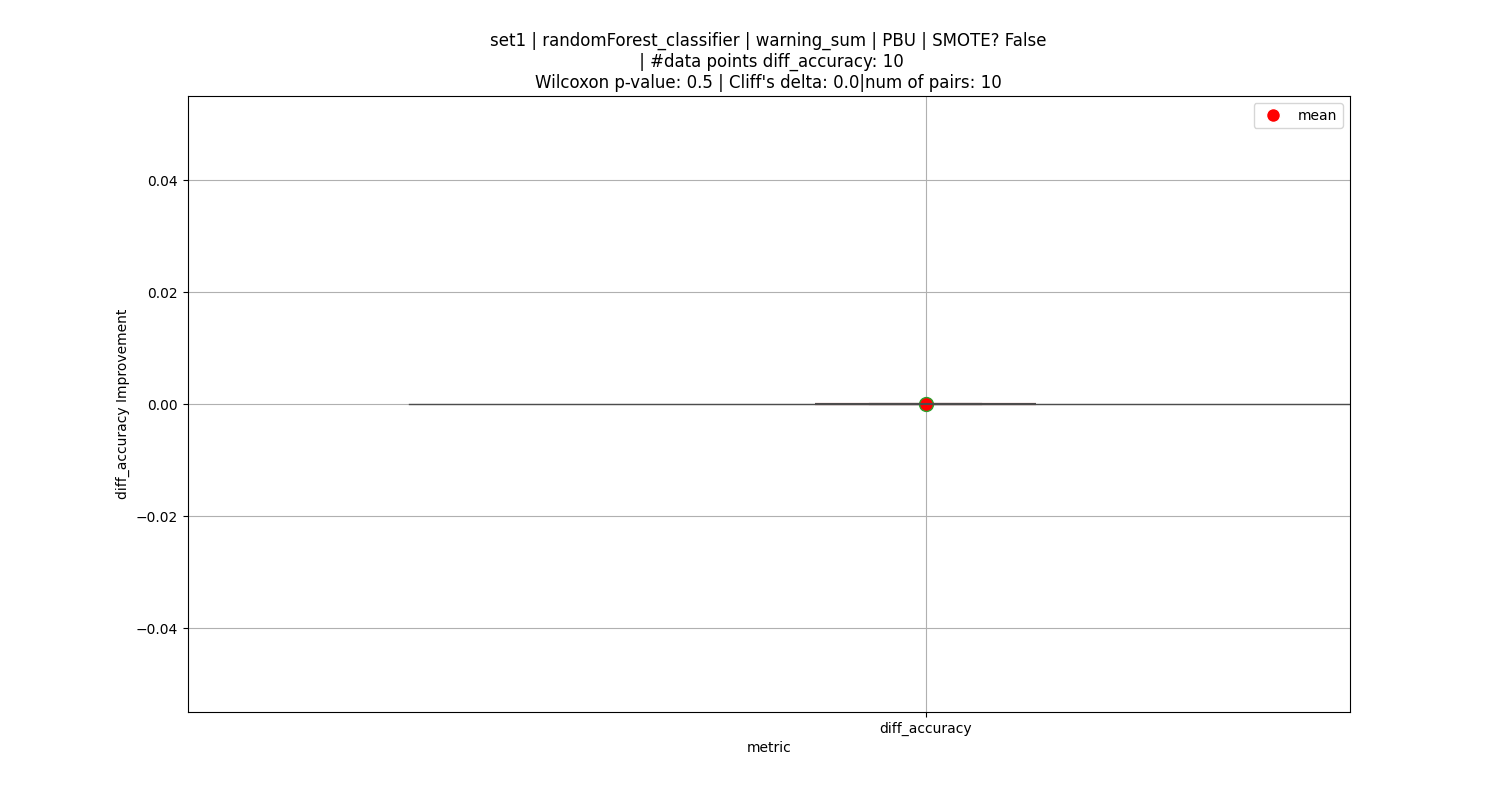 set1 | randomForest_classifier | warning_sum | PBU | SMOTE? False
| #data points diff_accuracy: 10
Wilcoxon p-value: 0.5 | Cliff's delta: 0.0|num of pairs: 10
mean
0.04
0.02
0.00
−0.02
−0.04
diff_accuracy Improvement
diff_accuracy
metric